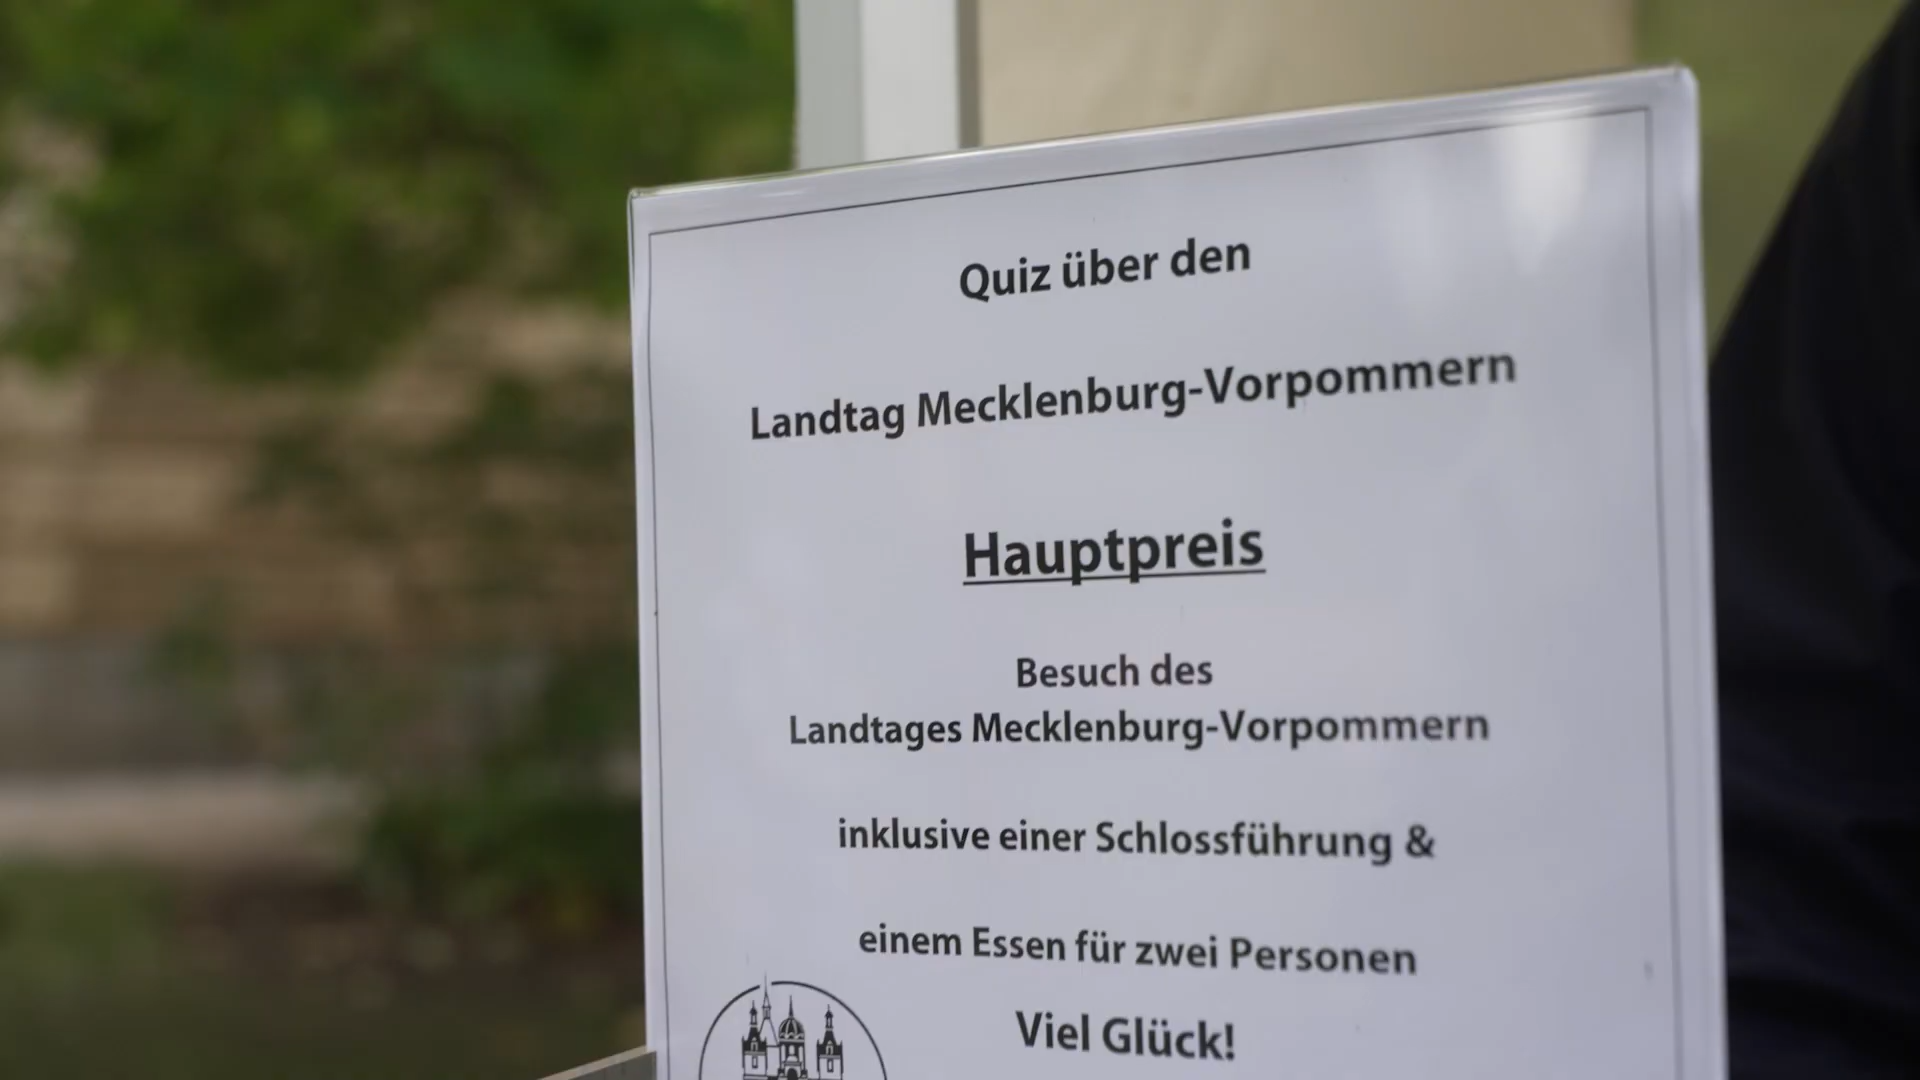 Quiz über den
Landtag Mecklenburg-Vorpommern
Hauptpreis
Besuch des
Landtages Mecklenburg-Vorpommern
inklusive einer Schlossführung &
einem Essen für zwei Personen
Viel Glück!